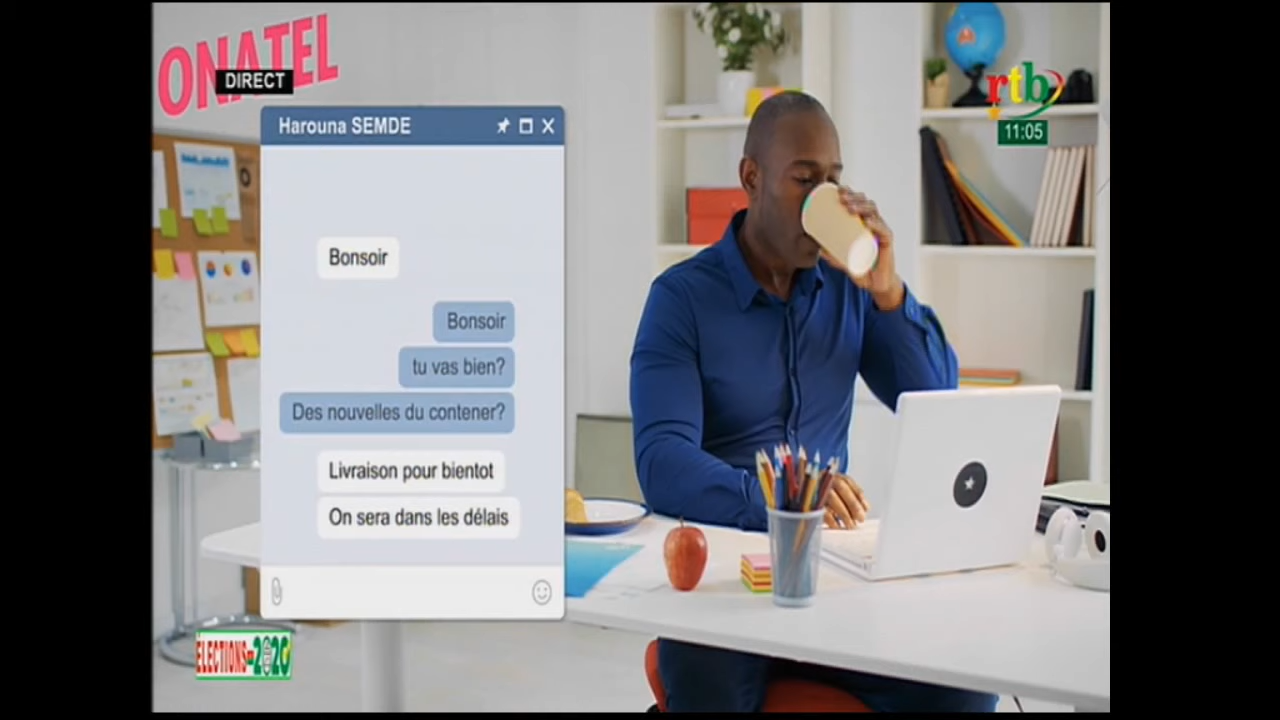 ONATEL
DIRECT
rtb
11:05
Harouna SEMDE
Bonsoir
Bonsoir
tu vas bien?
Des nouvelles du contener?
Livraison pour bientot
On sera dans les délais
ELECTIONS 2020